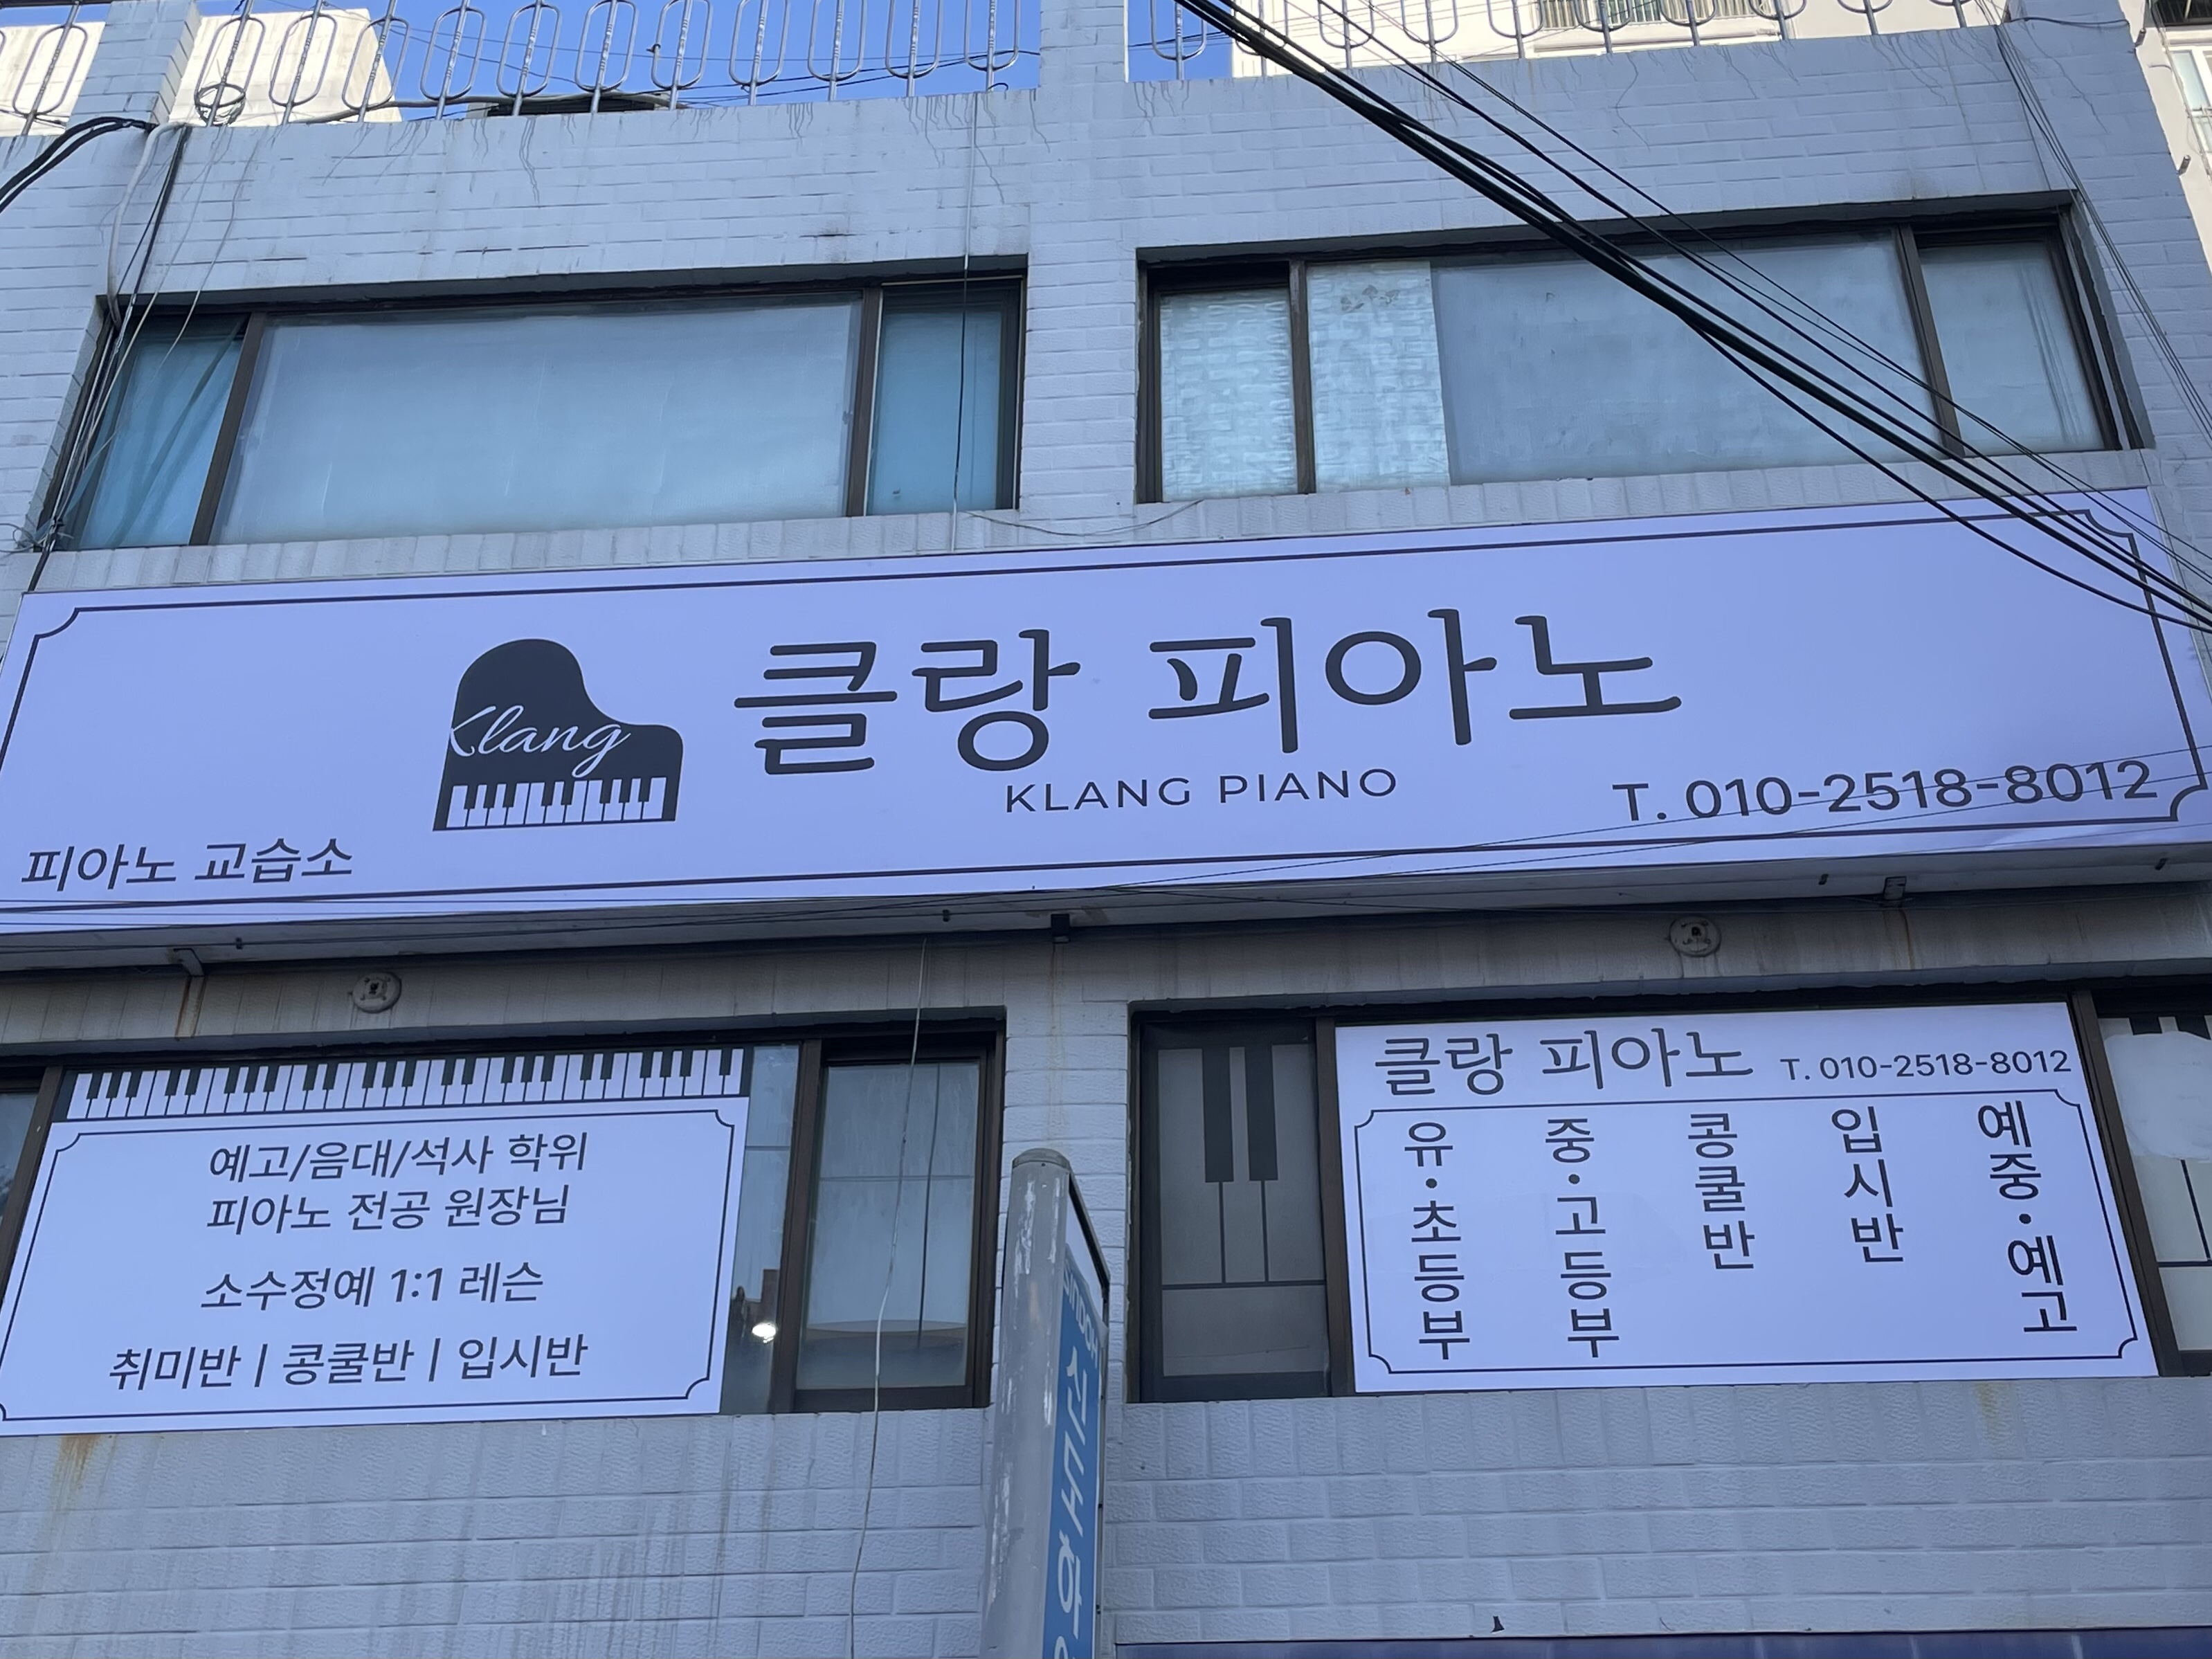 Klang
클랑 피아노
KLANG PIANO
T. 010-2518-8012
피아노 교습소
예고/음대/석사 학위
피아노 전공 원장님
소수정예 1:1 레슨
취미반 | 콩쿨반 | 입시반
클랑 피아노 T. 010-2518-8012
유·초등부
중·고등부
콩쿨반
입시반
예중·예고
SINDOH
신도